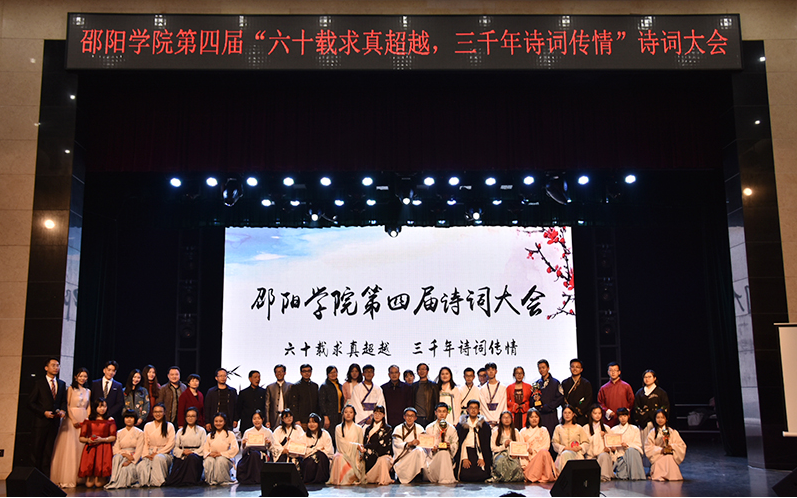 邵阳学院第四届“六十载求真超越，三千年诗词传情”诗词大会
邵阳学院第四届诗词大会
六十载求真超越 三千年诗词传情